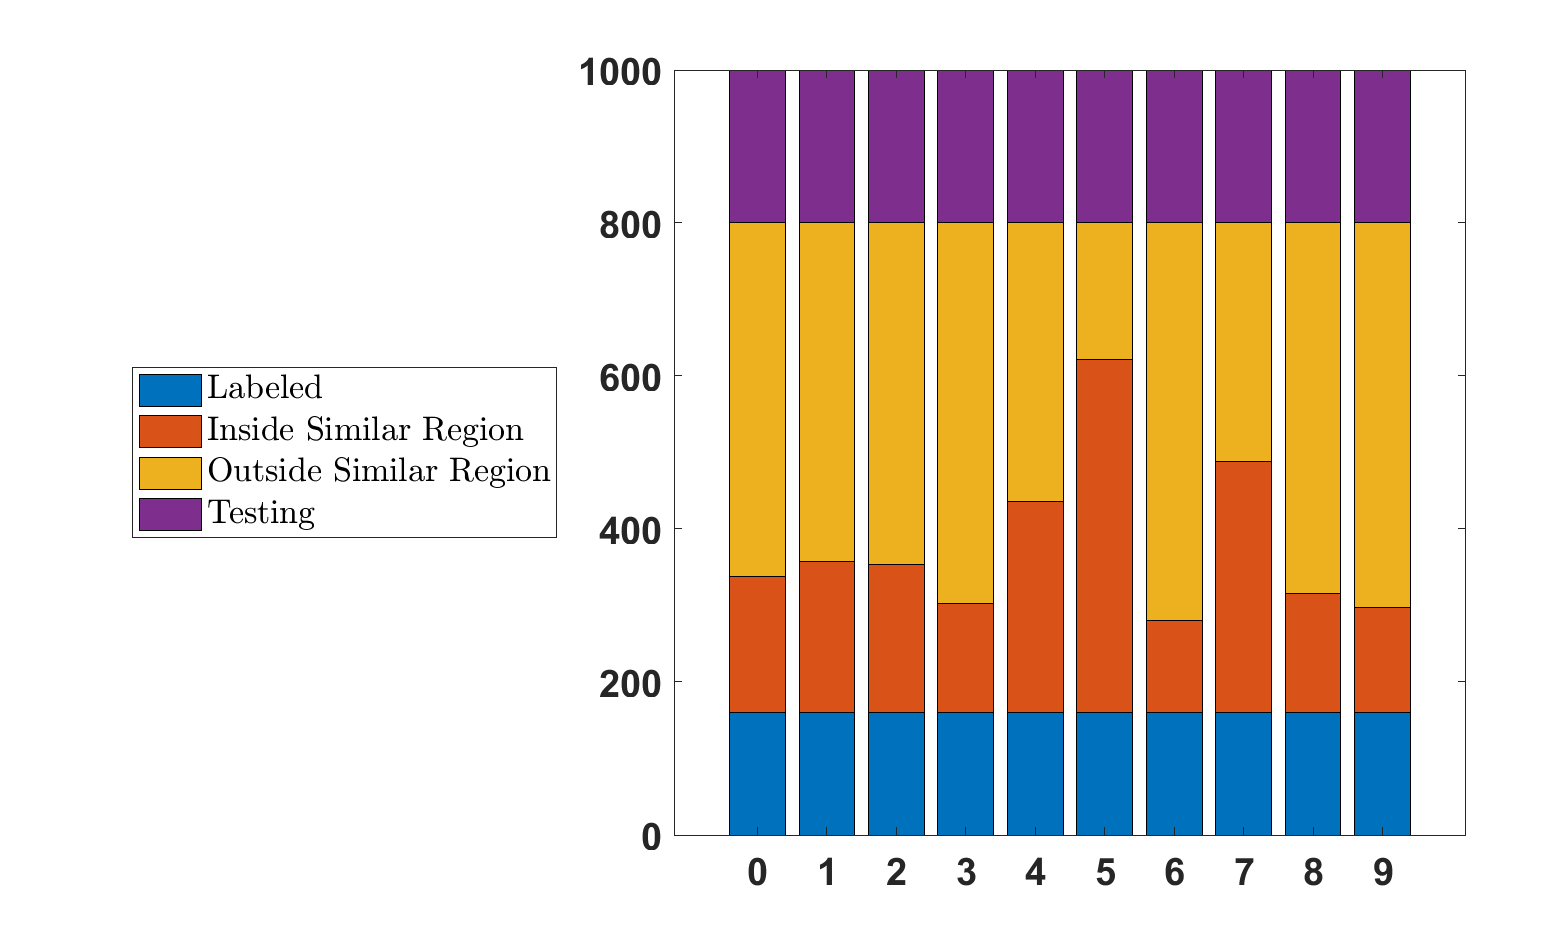 Labeled
Inside Similar Region
Outside Similar Region
Testing
1000
800
600
400
200
0
0 1 2 3 4 5 6 7 8 9